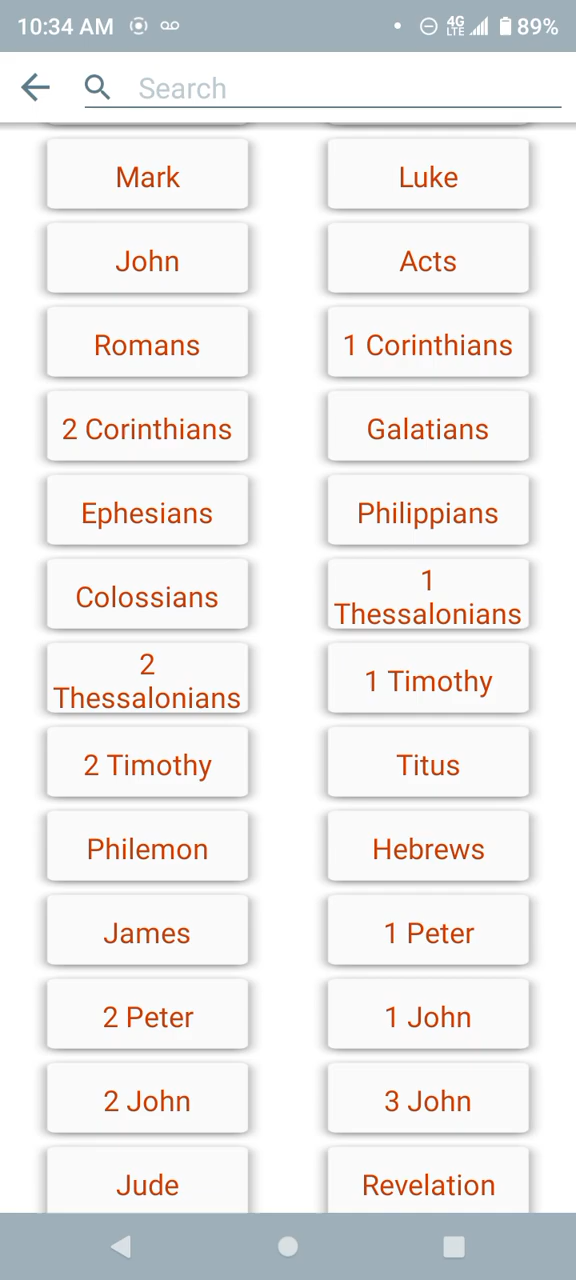 10:34 AM 4G LTE 89%
Search
Mark Luke
John Acts
Romans 1 Corinthians
2 Corinthians Galatians
Ephesians Philippians
Colossians 1
Thessalonians
2
Thessalonians 1 Timothy
2 Timothy Titus
Philemon Hebrews
James 1 Peter
2 Peter 1 John
2 John 3 John
Jude Revelation